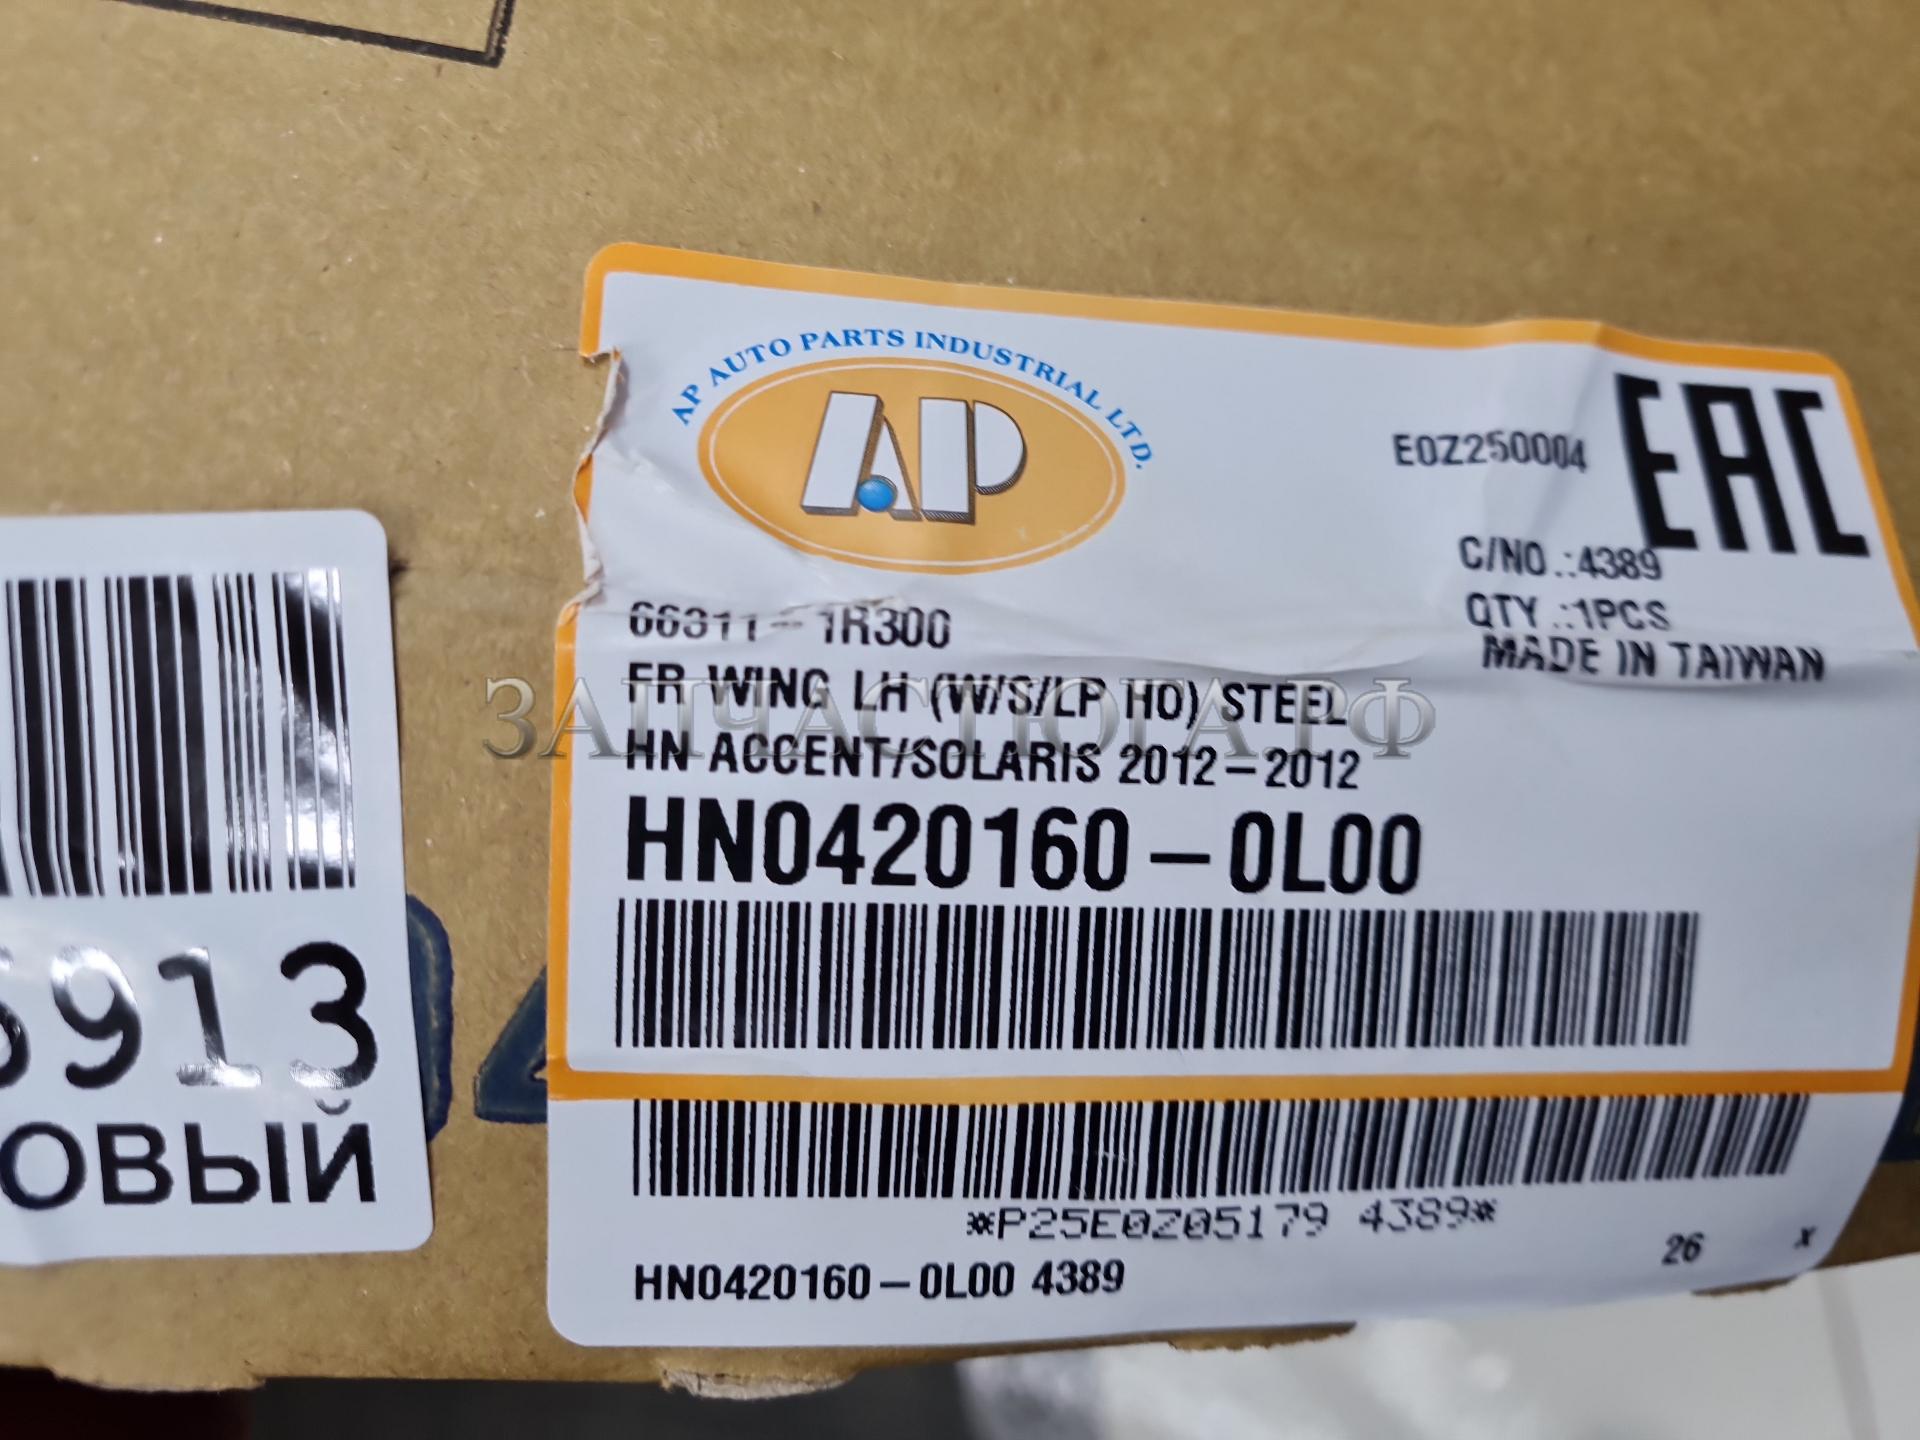 AP AUTO PARTS INDUSTRIAL LTD.
AP
E0Z250004
EAC
C/NO.:4389
QTY.:1PCS
MADE IN TAIWAN
66311-1R300
FR WING LH (W/S/LP HO) STEEL
ЗАПЧАСТЮГА.РФ
HN ACCENT/SOLARIS 2012-2012
HN0420160-0L00
*P25E0Z05179 4389*
HN0420160-0L00 4389
26
x
913
ОВЫЙ